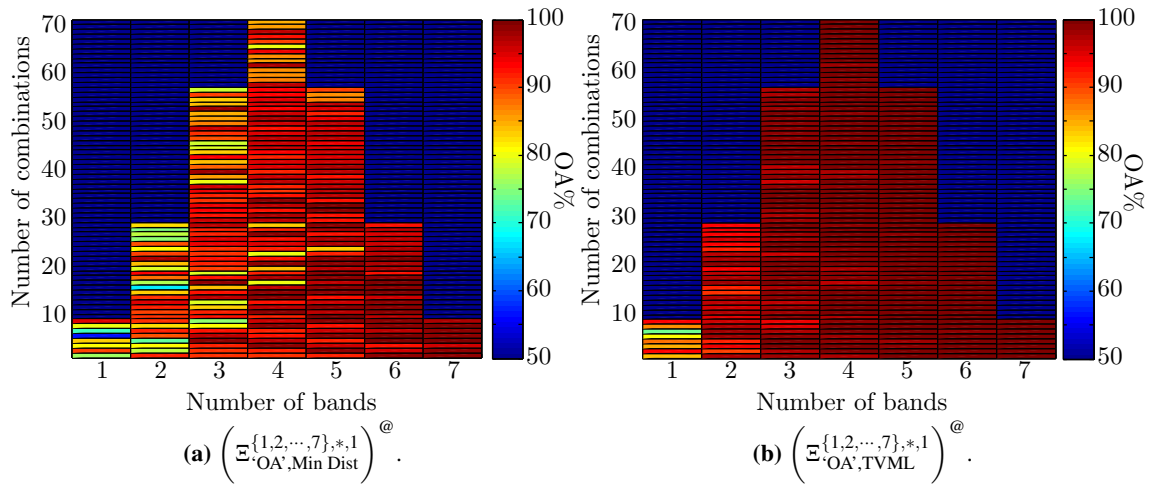 70
60
50
40
30
20
10
Number of combinations
1 2 3 4 5 6 7
Number of bands
100
90
80
70
60
50
OA%
(a) (Ξ^{{1,2,⋯,7},*,1}_{‘OA’,Min Dist})^@ .
70
60
50
40
30
20
10
Number of combinations
1 2 3 4 5 6 7
Number of bands
100
90
80
70
60
50
OA%
(b) (Ξ^{{1,2,⋯,7},*,1}_{‘OA’,TVML})^@ .